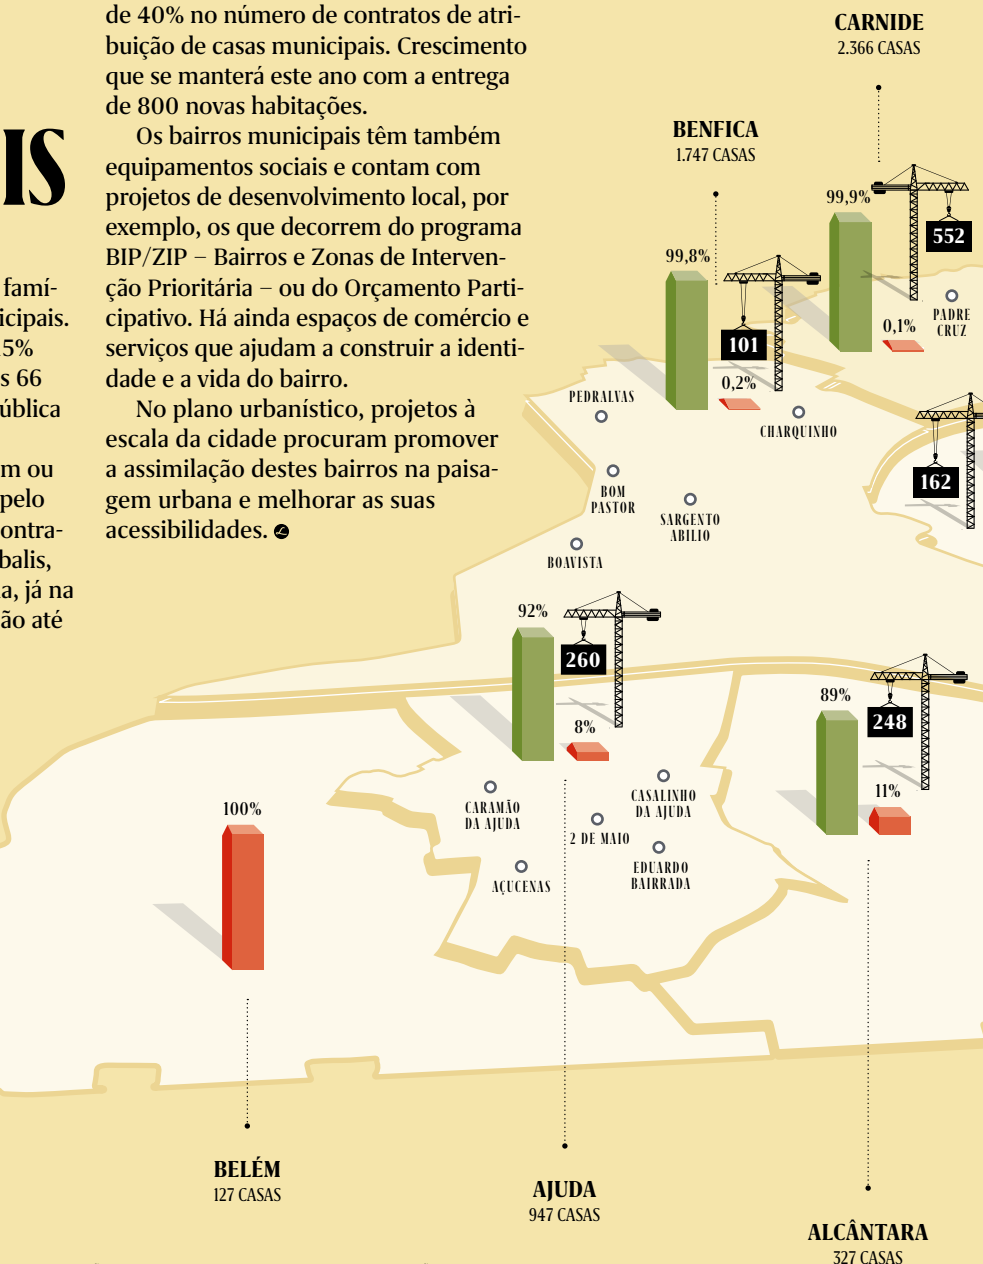 IS
famí-
icipais.
15%
s 66
ública
m ou
pelo
ontra-
balis,
a, já na
ão até
de 40% no número de contratos de atri-
buição de casas municipais. Crescimento
que se manterá este ano com a entrega
de 800 novas habitações.
Os bairros municipais têm também
equipamentos sociais e contam com
projetos de desenvolvimento local, por
exemplo, os que decorrem do programa
BIP/ZIP – Bairros e Zonas de Interven-
ção Prioritária – ou do Orçamento Parti-
cipativo. Há ainda espaços de comércio e
serviços que ajudam a construir a identi-
dade e a vida do bairro.
No plano urbanístico, projetos à
escala da cidade procuram promover
a assimilação destes bairros na paisa-
gem urbana e melhorar as suas
acessibilidades.
CARNIDE
2.366 CASAS
99,9%
552
0,1%
PADRE
CRUZ
BENFICA
1.747 CASAS
99,8%
101
0,2%
PEDRALVAS
CHARQUINHO
BOM
PASTOR
SARGENTO
ABILIO
BOAVISTA
162
92%
260
8%
CARAMÃO
DA AJUDA
CASALINHO
DA AJUDA
2 DE MAIO
EDUARDO
BAIRRADA
AÇUCENAS
89%
248
11%
100%
BELÉM
127 CASAS
AJUDA
947 CASAS
ALCÂNTARA
327 CASAS